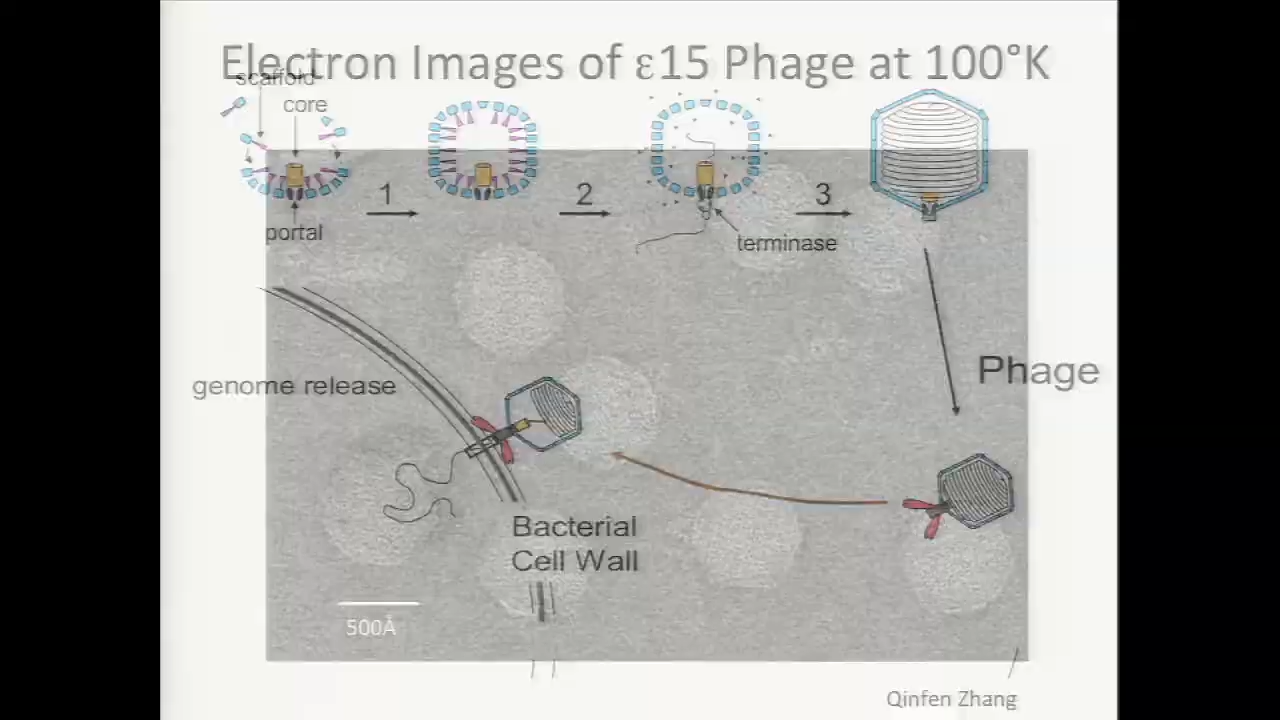 Electron Images of ε15 Phage at 100°K
scaffold
core
1
2
3
portal
terminase
Phage
genome release
Bacterial
Cell Wall
500Å
Qinfen Zhang